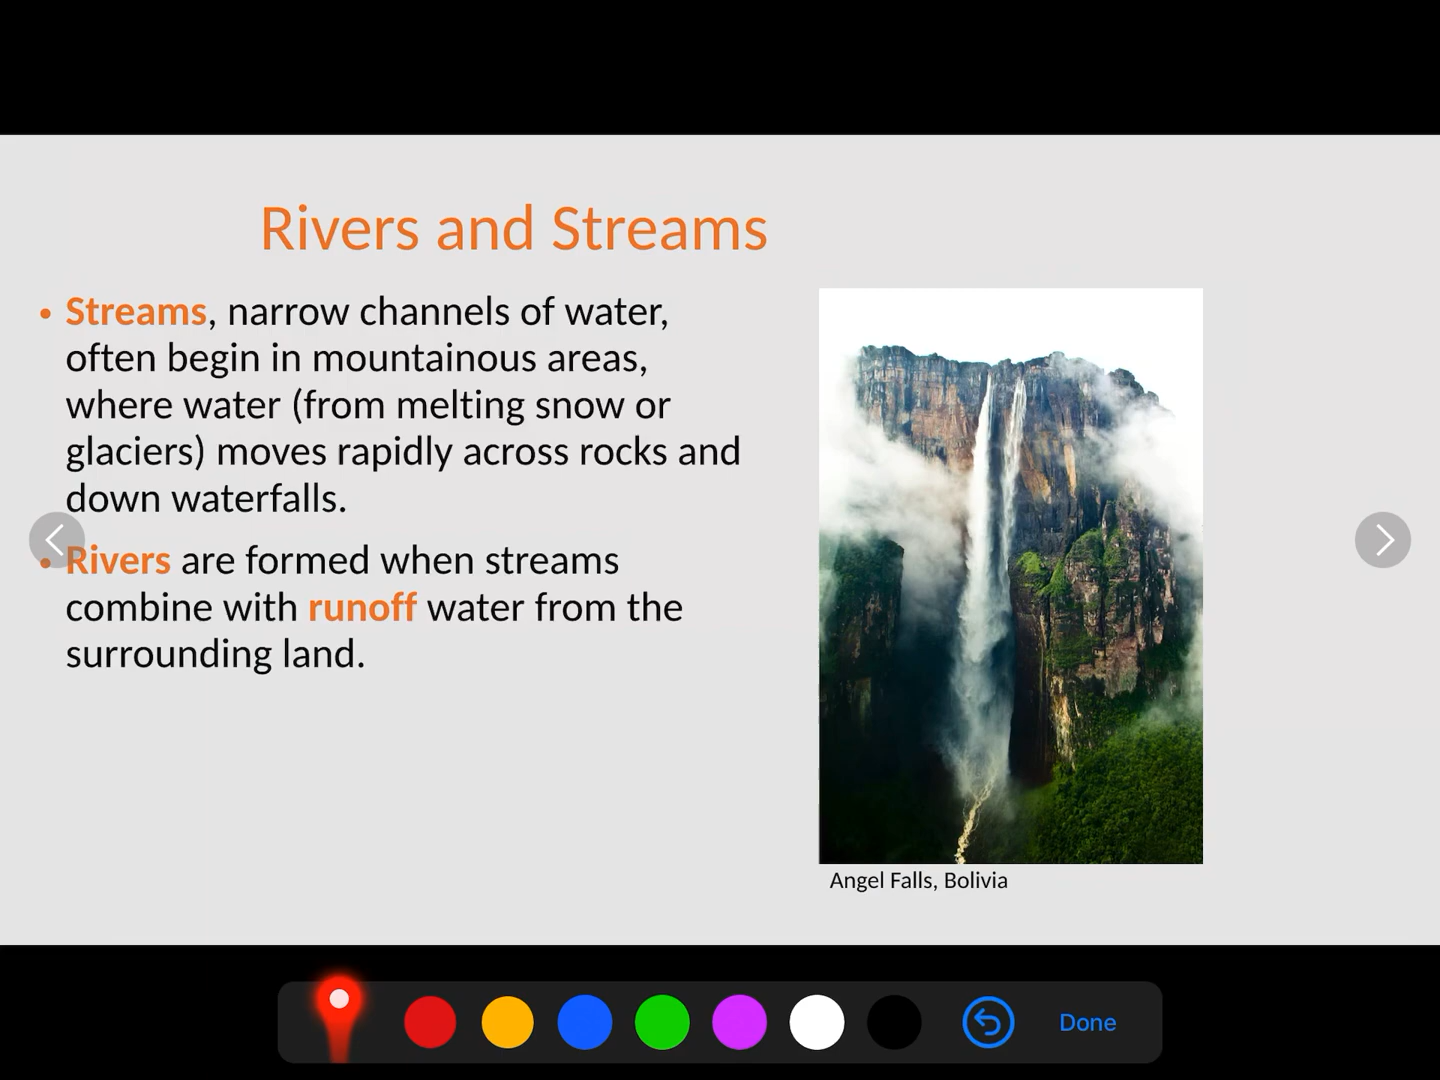 Rivers and Streams
• Streams, narrow channels of water,
often begin in mountainous areas,
where water (from melting snow or
glaciers) moves rapidly across rocks and
down waterfalls.
• Rivers are formed when streams
combine with runoff water from the
surrounding land.
Angel Falls, Bolivia
Done